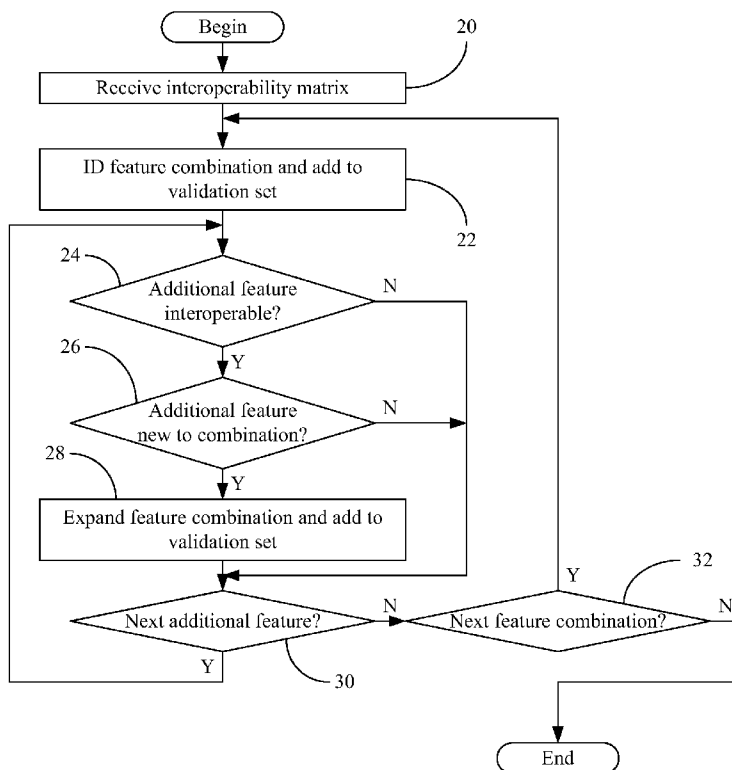 Begin
20
Receive interoperability matrix
ID feature combination and add to
validation set
22
24
Additional feature
interoperable?
N
Y
26
Additional feature
new to combination?
N
Y
28
Expand feature combination and add to
validation set
Next additional feature?
N
Y
30
Y
32
Next feature combination?
N
End